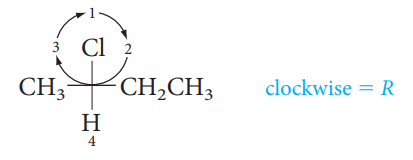 1
3 Cl 2
CH₃ CH₂CH₃ clockwise = R
H
4